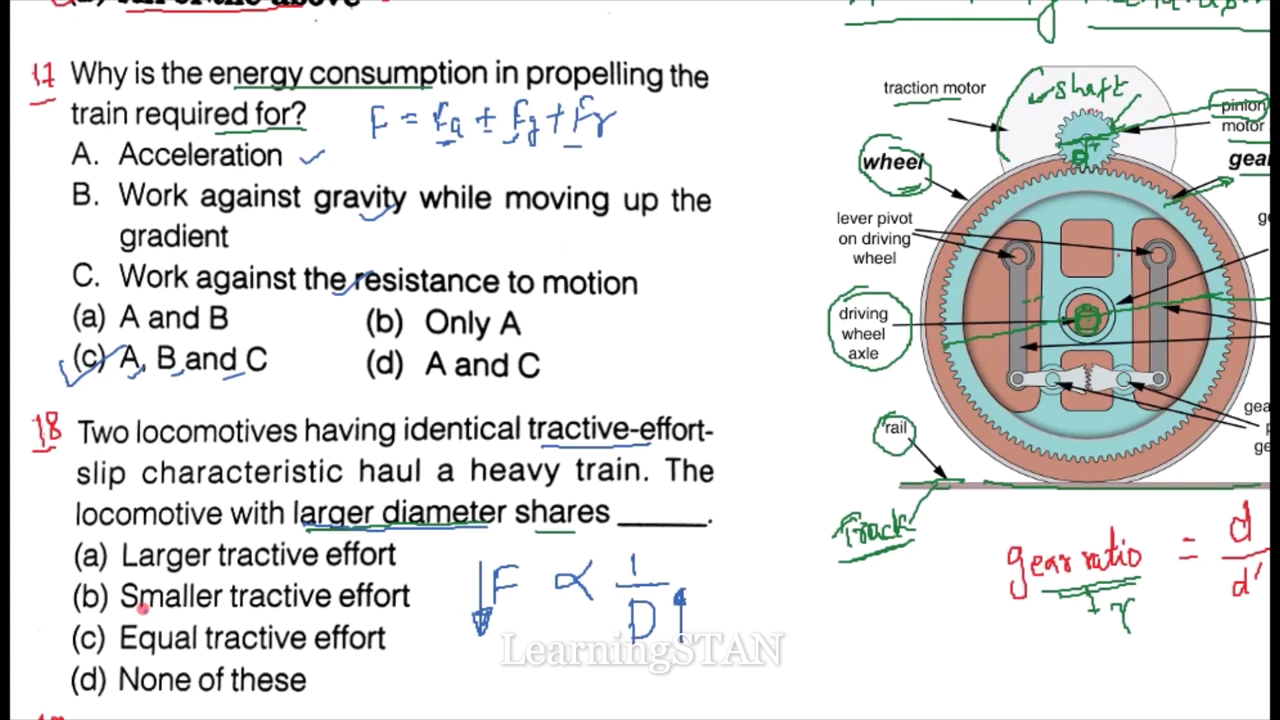 17 Why is the energy consumption in propelling the
train required for?
F = Fa ± Fg + Fr
A. Acceleration
B. Work against gravity while moving up the
gradient
C. Work against the resistance to motion
(a) A and B (b) Only A
(c) A, B and C (d) A and C
18 Two locomotives having identical tractive-effort-
slip characteristic haul a heavy train. The
locomotive with larger diameter shares ______.
(a) Larger tractive effort
(b) Smaller tractive effort
(c) Equal tractive effort
(d) None of these
F ∝ 1/D
LearningSTAN
traction motor
shaft
pinion
motor
wheel
gear
lever pivot
on driving
wheel
driving
wheel
axle
rail
Track
gear ratio = d/d'
r